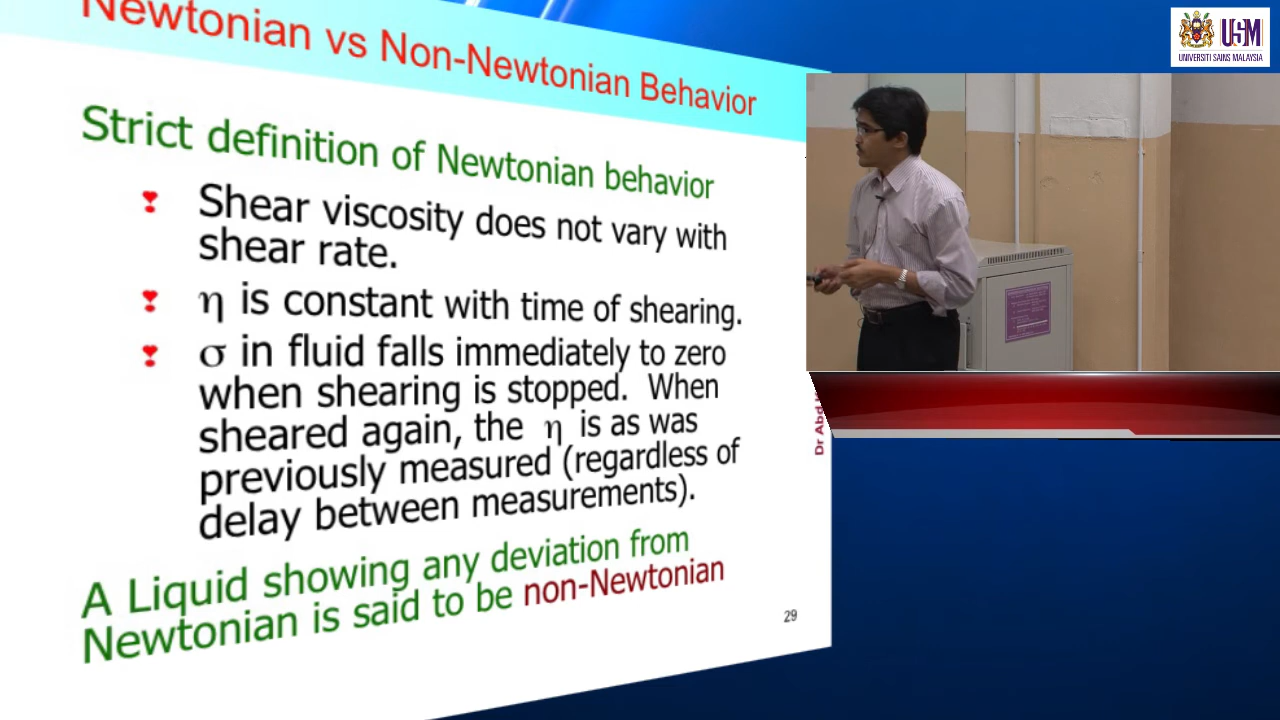 Newtonian vs Non-Newtonian Behavior
Strict definition of Newtonian behavior
Shear viscosity does not vary with
shear rate.
η is constant with time of shearing.
σ in fluid falls immediately to zero
when shearing is stopped. When
sheared again, the η is as was
previously measured (regardless of
delay between measurements).
A Liquid showing any deviation from
Newtonian is said to be non-Newtonian
29
Dr Abd
USM
UNIVERSITI SAINS MALAYSIA